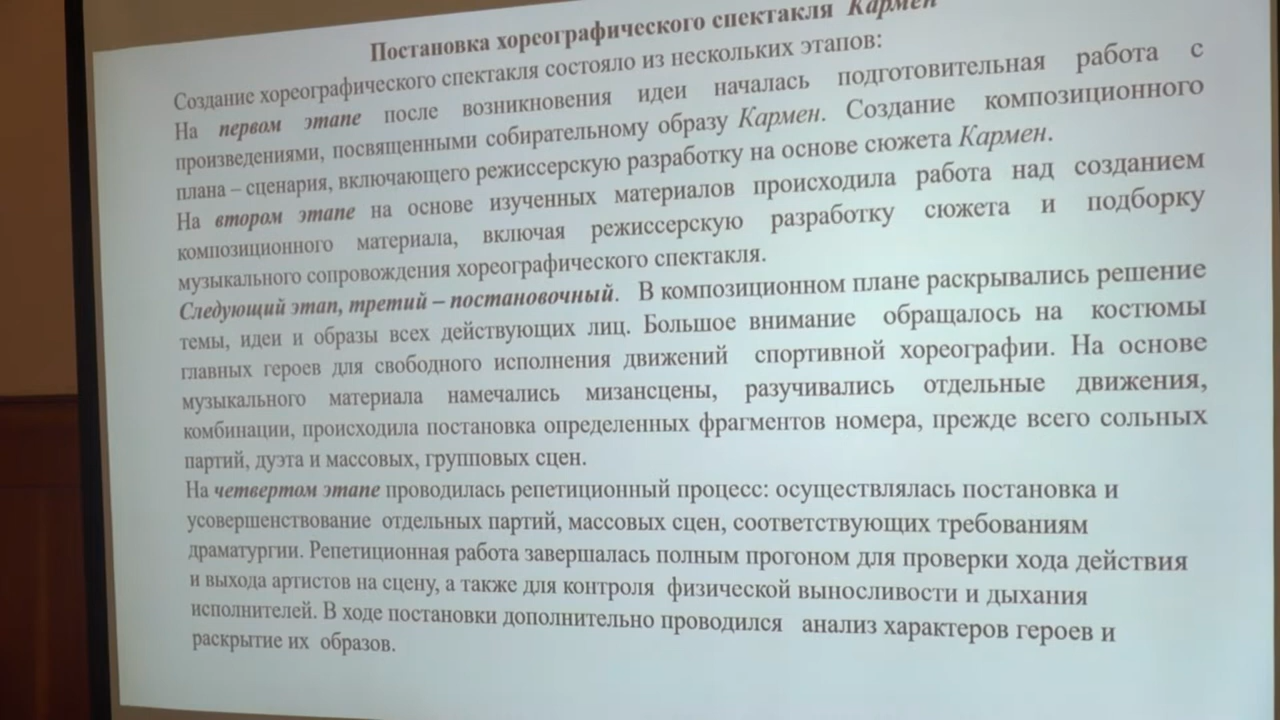 Постановка хореографического спектакля Кармен
Создание хореографического спектакля состояло из нескольких этапов:
На первом этапе после возникновения идеи началась подготовительная работа с
произведениями, посвященными собирательному образу Кармен. Создание композиционного
плана – сценария, включающего режиссерскую разработку на основе сюжета Кармен.
На втором этапе на основе изученных материалов происходила работа над созданием
композиционного материала, включая режиссерскую разработку сюжета и подборку
музыкального сопровождения хореографического спектакля.
Следующий этап, третий – постановочный. В композиционном плане раскрывались решение
темы, идеи и образы всех действующих лиц. Большое внимание обращалось на костюмы
главных героев для свободного исполнения движений спортивной хореографии. На основе
музыкального материала намечались мизансцены, разучивались отдельные движения,
комбинации, происходила постановка определенных фрагментов номера, прежде всего сольных
партий, дуэта и массовых, групповых сцен.
На четвертом этапе проводилась репетиционный процесс: осуществлялась постановка и
усовершенствование отдельных партий, массовых сцен, соответствующих требованиям
драматургии. Репетиционная работа завершалась полным прогоном для проверки хода действия
и выхода артистов на сцену, а также для контроля физической выносливости и дыхания
исполнителей. В ходе постановки дополнительно проводился анализ характеров героев и
раскрытие их образов.